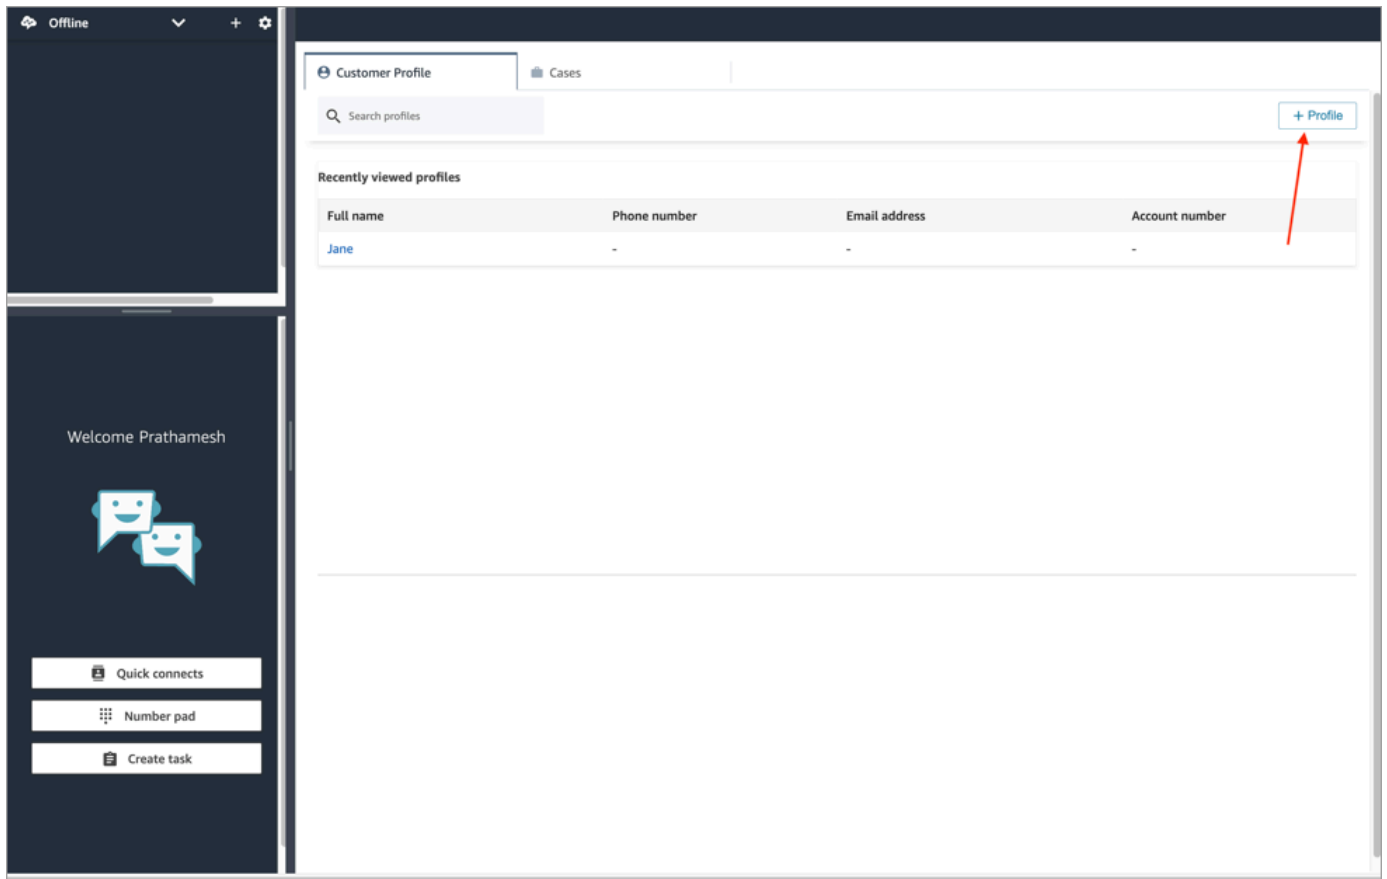 Offline
Customer Profile
Cases
Search profiles
+ Profile
Recently viewed profiles
Full name Phone number Email address Account number
Jane - - -
Welcome Prathamesh
Quick connects
Number pad
Create task